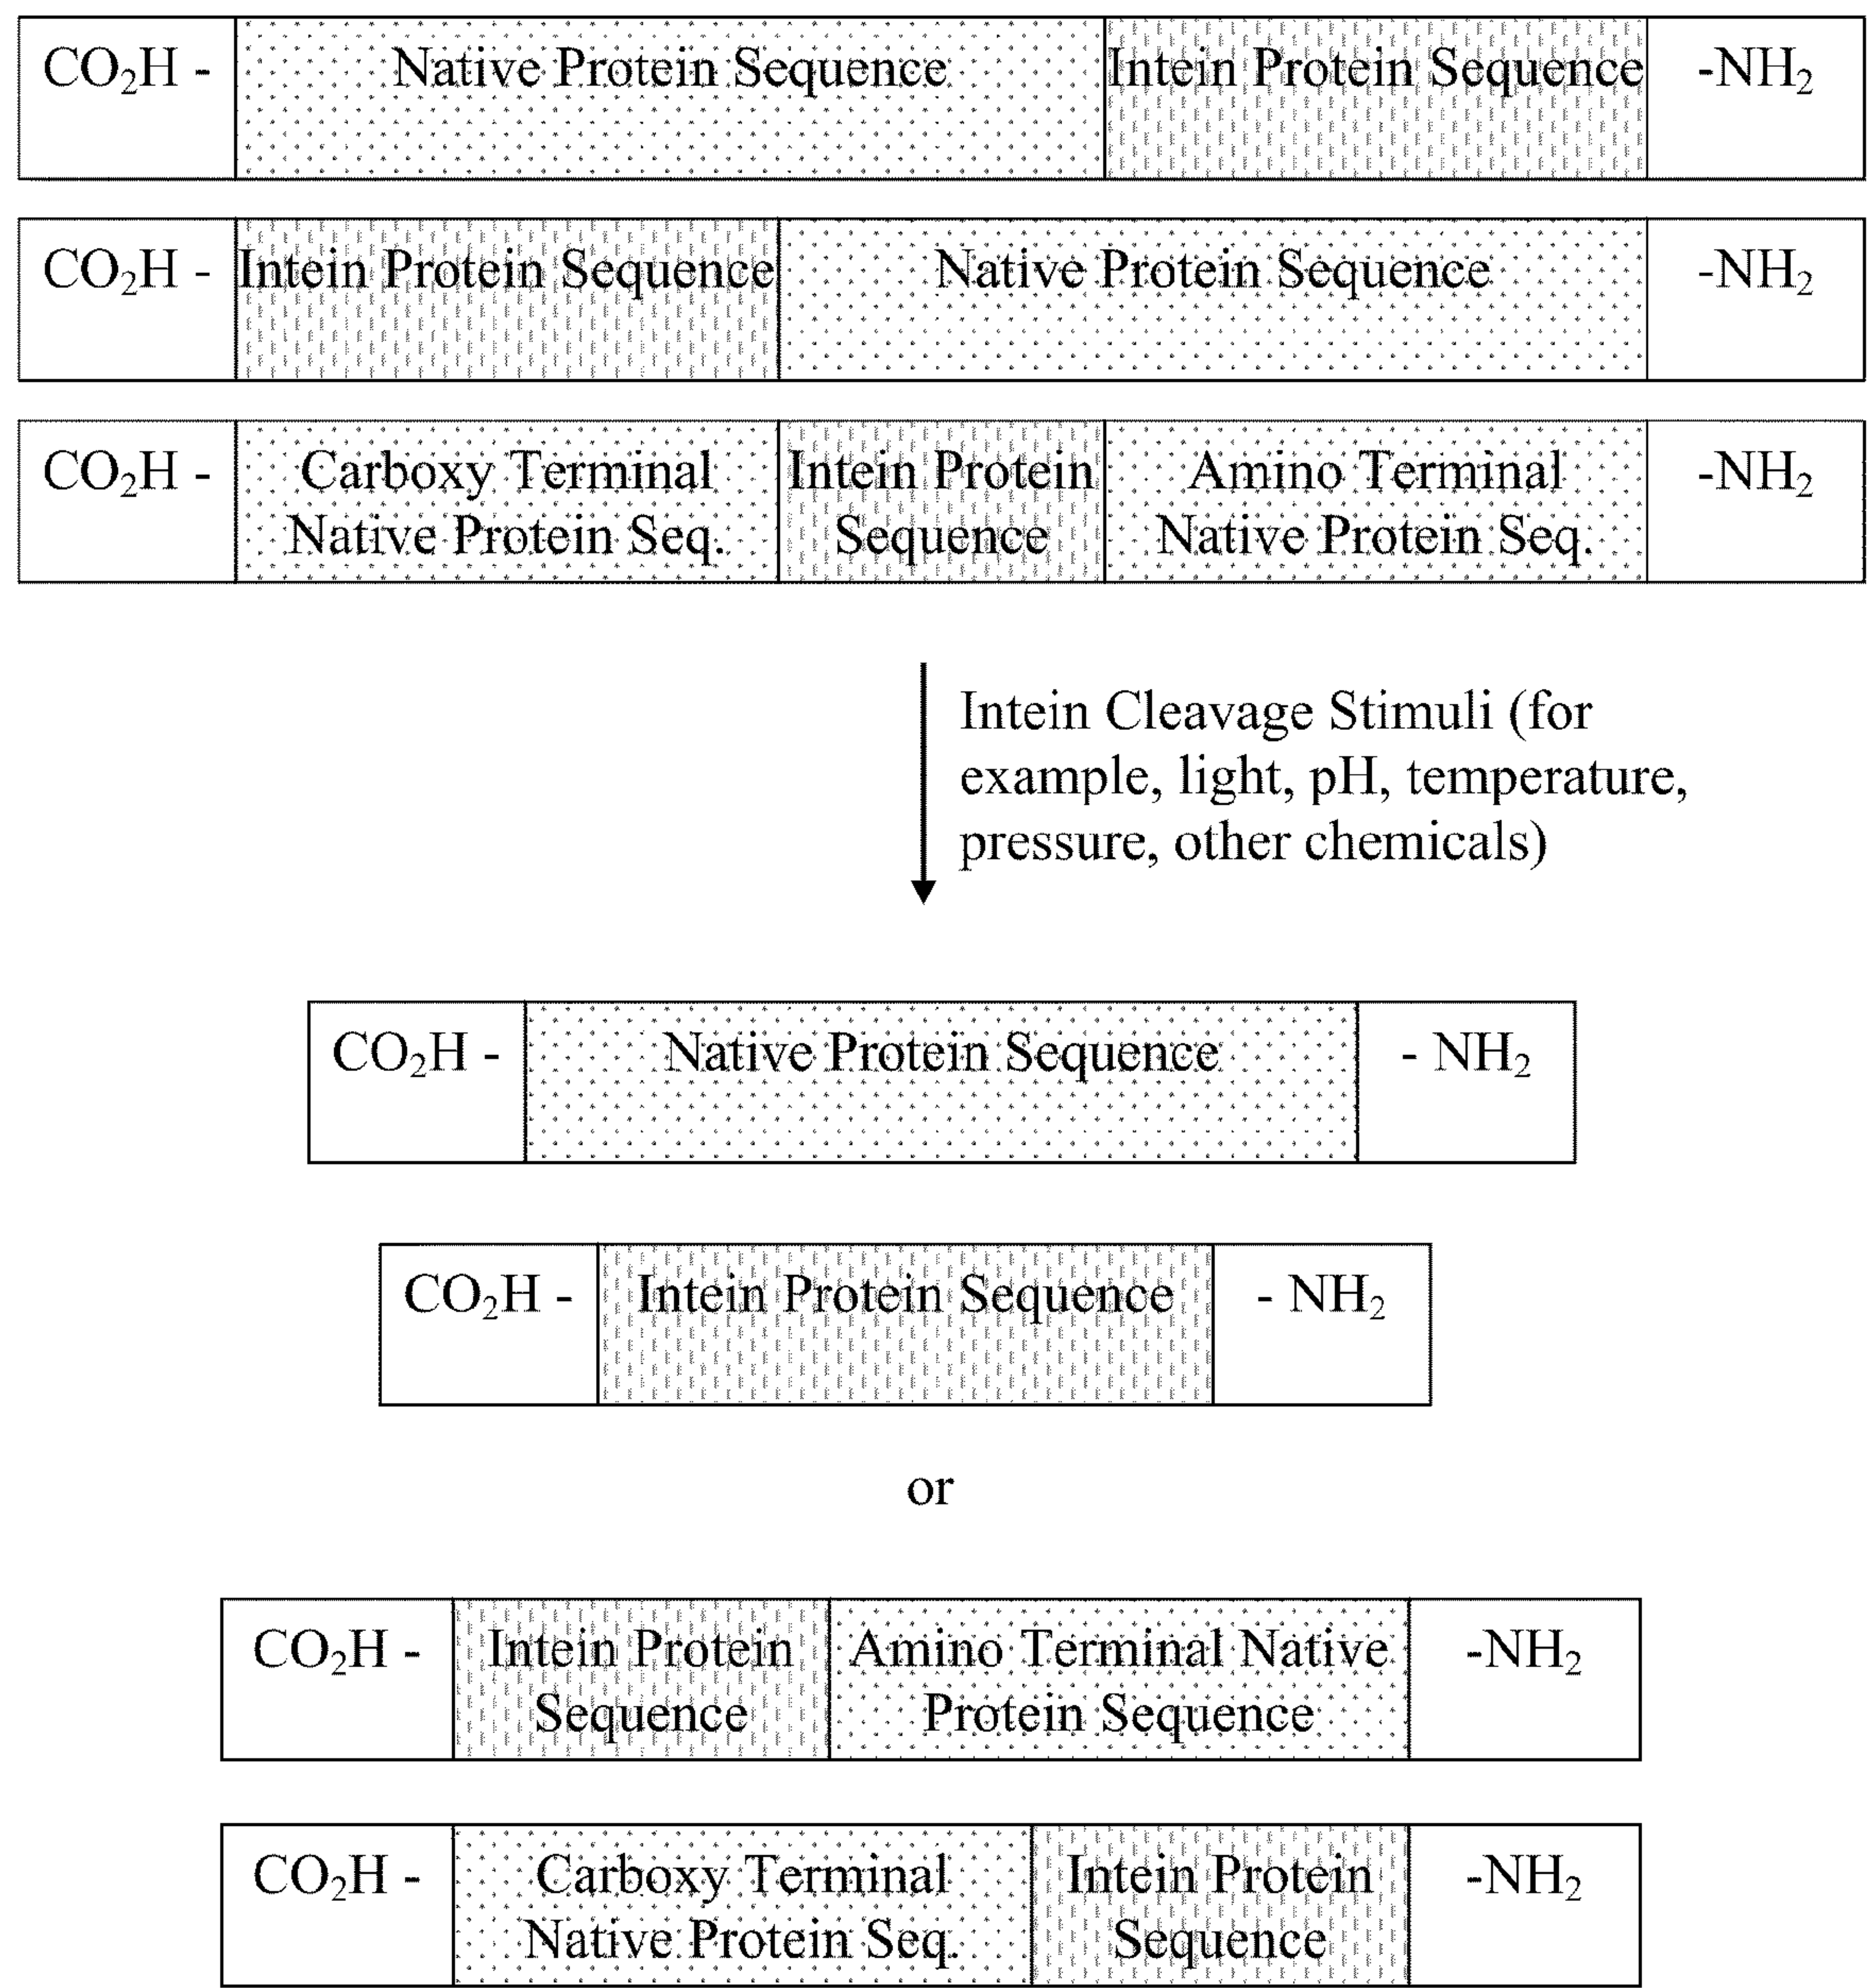 CO₂H - Native Protein Sequence Intein Protein Sequence -NH₂
CO₂H - Intein Protein Sequence Native Protein Sequence -NH₂
CO₂H - Carboxy Terminal Intein Protein Amino Terminal -NH₂
Native Protein Seq. Sequence Native Protein Seq.
Intein Cleavage Stimuli (for
example, light, pH, temperature,
pressure, other chemicals)
CO₂H - Native Protein Sequence - NH₂
CO₂H - Intein Protein Sequence - NH₂
or
CO₂H - Intein Protein Amino Terminal Native -NH₂
Sequence Protein Sequence
CO₂H - Carboxy Terminal Intein Protein -NH₂
Native Protein Seq. Sequence